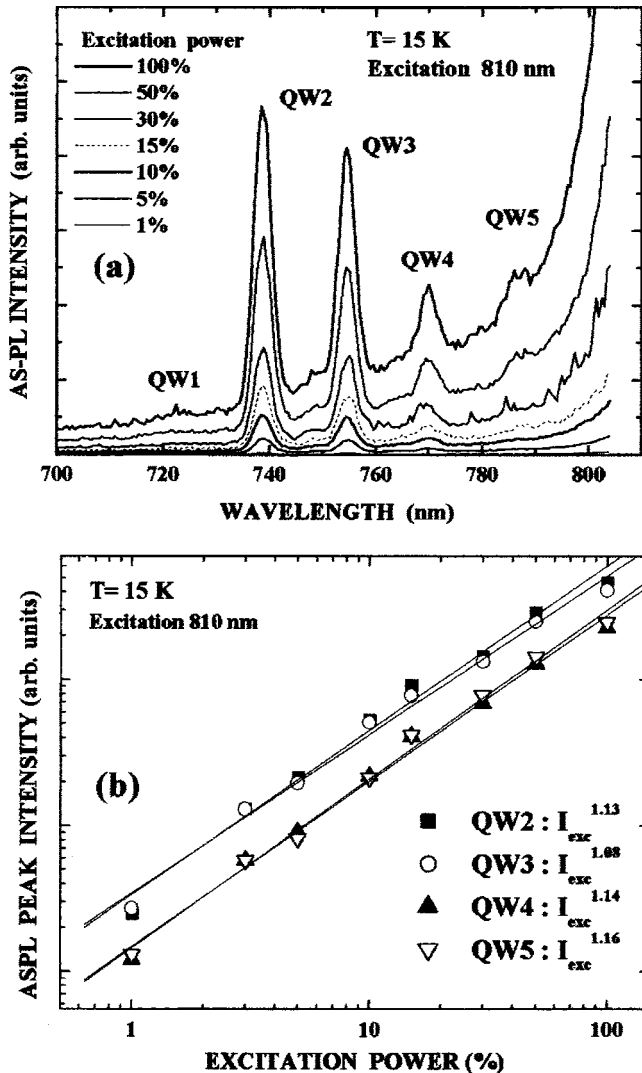 Excitation power
100%
50%
30%
15%
10%
5%
1%
T= 15 K
Excitation 810 nm
QW1
QW2
QW3
QW4
QW5
(a)
AS-PL INTENSITY (arb. units)
700 720 740 760 780 800
WAVELENGTH (nm)
T= 15 K
Excitation 810 nm
(b)
QW2 : I_exc^1.13
QW3 : I_exc^1.08
QW4 : I_exc^1.14
QW5 : I_exc^1.16
ASPL PEAK INTENSITY (arb. units)
1 10 100
EXCITATION POWER (%)